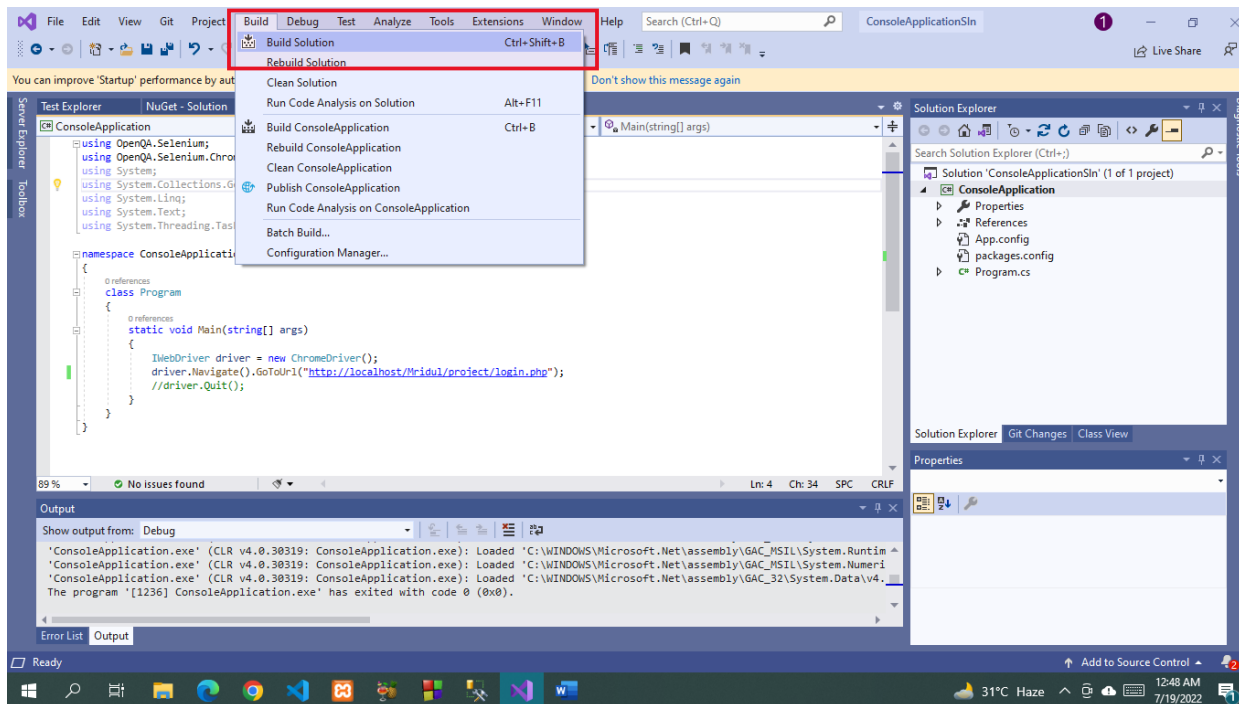 File Edit View Git Project Build Debug Test Analyze Tools Extensions Window Help Search (Ctrl+Q) ConsoleApplicationSln 1
Live Share
You can improve 'Startup' performance by aut Don't show this message again
Build Solution Ctrl+Shift+B
Rebuild Solution
Clean Solution
Run Code Analysis on Solution Alt+F11
Build ConsoleApplication Ctrl+B
Rebuild ConsoleApplication
Clean ConsoleApplication
Publish ConsoleApplication
Run Code Analysis on ConsoleApplication
Batch Build...
Configuration Manager...
Server Explorer
Toolbox
Test Explorer NuGet - Solution
ConsoleApplication Main(string[] args)
using OpenQA.Selenium;
using OpenQA.Selenium.Chro
using System;
using System.Collections.Ge
using System.Linq;
using System.Text;
using System.Threading.Task
namespace ConsoleApplicati
{
0 references
class Program
{
0 references
static void Main(string[] args)
{
IWebDriver driver = new ChromeDriver();
driver.Navigate().GoToUrl("http://localhost/Mridul/project/login.php");
//driver.Quit();
}
}
}
89 % No issues found Ln: 4 Ch: 34 SPC CRLF
Output
Show output from: Debug
'ConsoleApplication.exe' (CLR v4.0.30319: ConsoleApplication.exe): Loaded 'C:\WINDOWS\Microsoft.Net\assembly\GAC_MSIL\System.Runtim
'ConsoleApplication.exe' (CLR v4.0.30319: ConsoleApplication.exe): Loaded 'C:\WINDOWS\Microsoft.Net\assembly\GAC_MSIL\System.Numeri
'ConsoleApplication.exe' (CLR v4.0.30319: ConsoleApplication.exe): Loaded 'C:\WINDOWS\Microsoft.Net\assembly\GAC_32\System.Data\v4.
The program '[1236] ConsoleApplication.exe' has exited with code 0 (0x0).
Error List Output
Solution Explorer
Search Solution Explorer (Ctrl+;)
Solution 'ConsoleApplicationSln' (1 of 1 project)
C# ConsoleApplication
Properties
References
App.config
packages.config
C# Program.cs
Solution Explorer Git Changes Class View
Properties
Ready Add to Source Control 2
31°C Haze 12:48 AM
7/19/2022 1